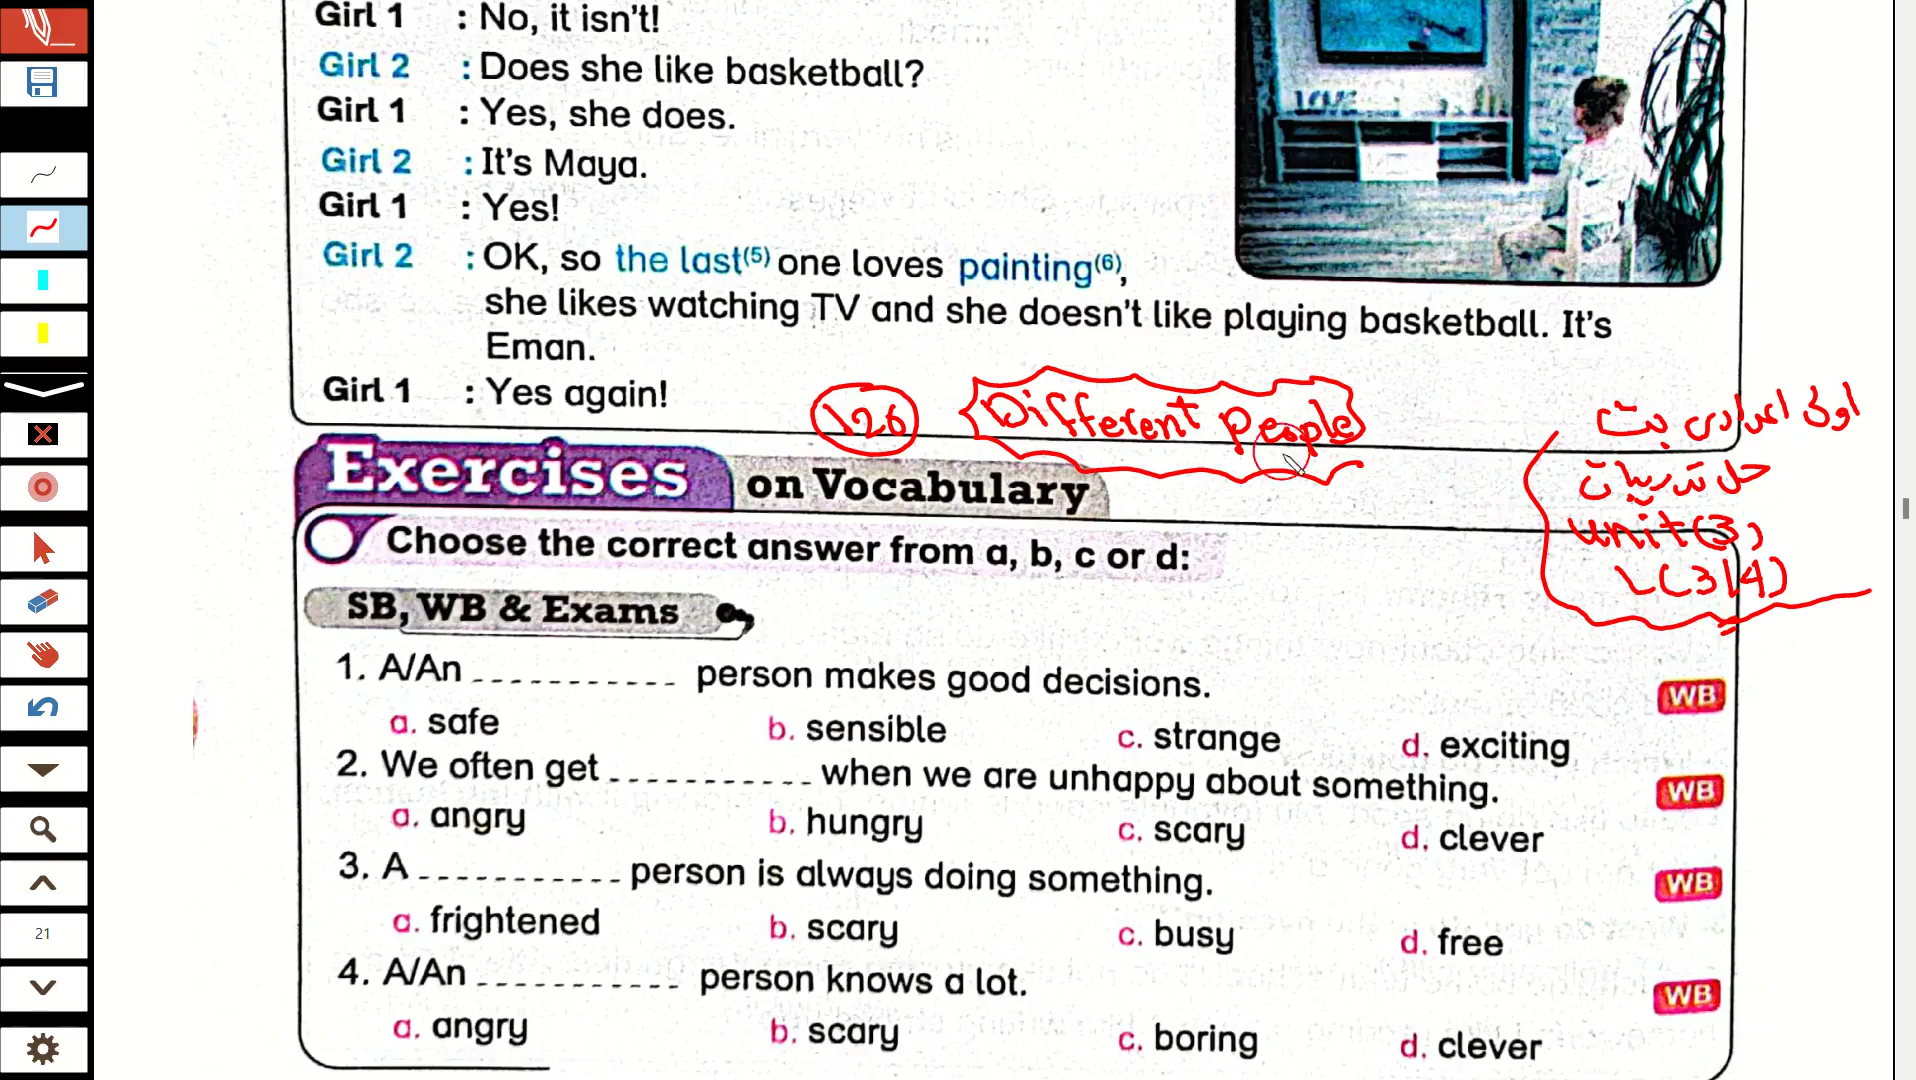 Girl 1 : No, it isn't!
Girl 2 : Does she like basketball?
Girl 1 : Yes, she does.
Girl 2 : It's Maya.
Girl 1 : Yes!
Girl 2 : OK, so the last(5) one loves painting(6),
she likes watching TV and she doesn't like playing basketball. It's
Eman.
Girl 1 : Yes again!
126 Different People
اولى اعدادى بت
حل تدريبات
unit (3)
L(3|4)
Exercises on Vocabulary
Choose the correct answer from a, b, c or d:
SB, WB & Exams
1. A/An ___________ person makes good decisions. WB
a. safe b. sensible c. strange d. exciting
2. We often get ___________ when we are unhappy about something. WB
a. angry b. hungry c. scary d. clever
3. A ___________ person is always doing something. WB
a. frightened b. scary c. busy d. free
4. A/An ___________ person knows a lot. WB
a. angry b. scary c. boring d. clever
21